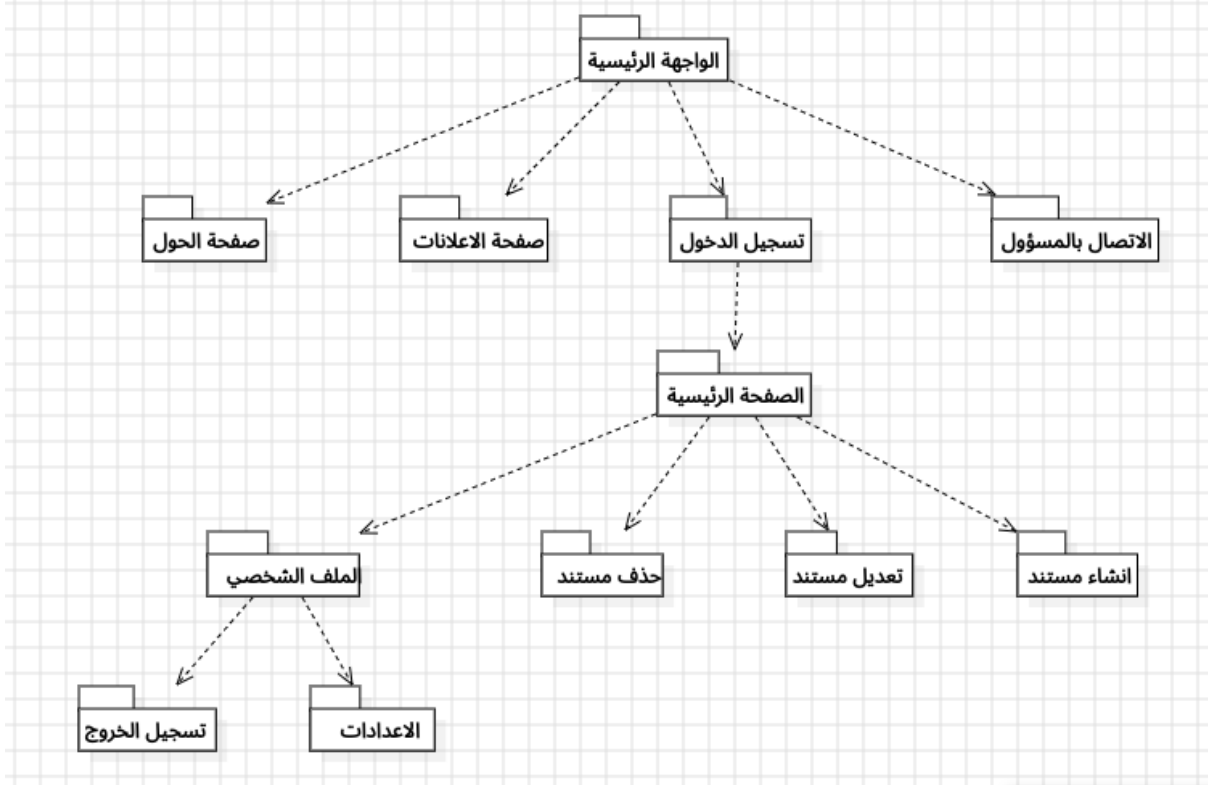 الواجهة الرئيسية
الاتصال بالمسؤول
تسجيل الدخول
صفحة الاعلانات
صفحة الحول
الصفحة الرئيسية
انشاء مستند
تعديل مستند
حذف مستند
الملف الشخصي
الاعدادات
تسجيل الخروج